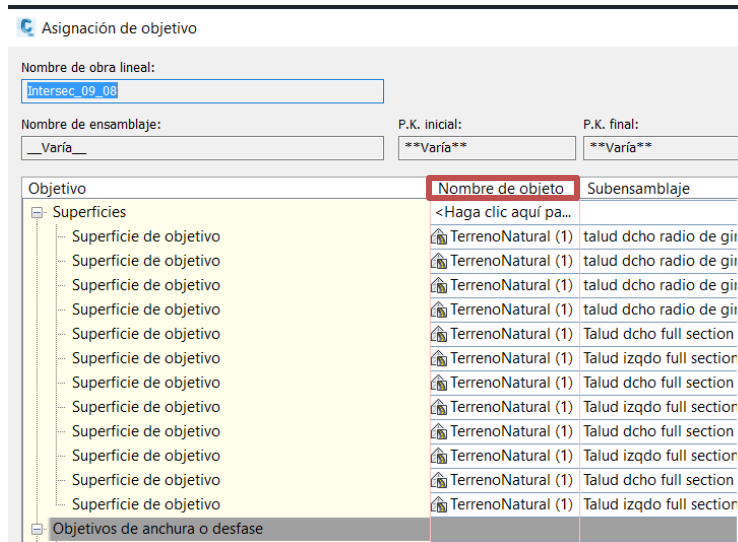 Asignación de objetivo
Nombre de obra lineal:
Intersec_09_08
Nombre de ensamblaje: P.K. inicial: P.K. final:
__Varía__ **Varía** **Varía**
Objetivo Nombre de objeto Subensamblaje
Superficies <Haga clic aquí pa...
Superficie de objetivo TerrenoNatural (1) talud dcho radio de gir
Superficie de objetivo TerrenoNatural (1) talud dcho radio de gir
Superficie de objetivo TerrenoNatural (1) talud dcho radio de gir
Superficie de objetivo TerrenoNatural (1) talud dcho radio de gir
Superficie de objetivo TerrenoNatural (1) Talud dcho full section
Superficie de objetivo TerrenoNatural (1) Talud izqdo full section
Superficie de objetivo TerrenoNatural (1) Talud dcho full section
Superficie de objetivo TerrenoNatural (1) Talud izqdo full section
Superficie de objetivo TerrenoNatural (1) Talud dcho full section
Superficie de objetivo TerrenoNatural (1) Talud izqdo full section
Superficie de objetivo TerrenoNatural (1) Talud dcho full section
Superficie de objetivo TerrenoNatural (1) Talud izqdo full section
Objetivos de anchura o desfase